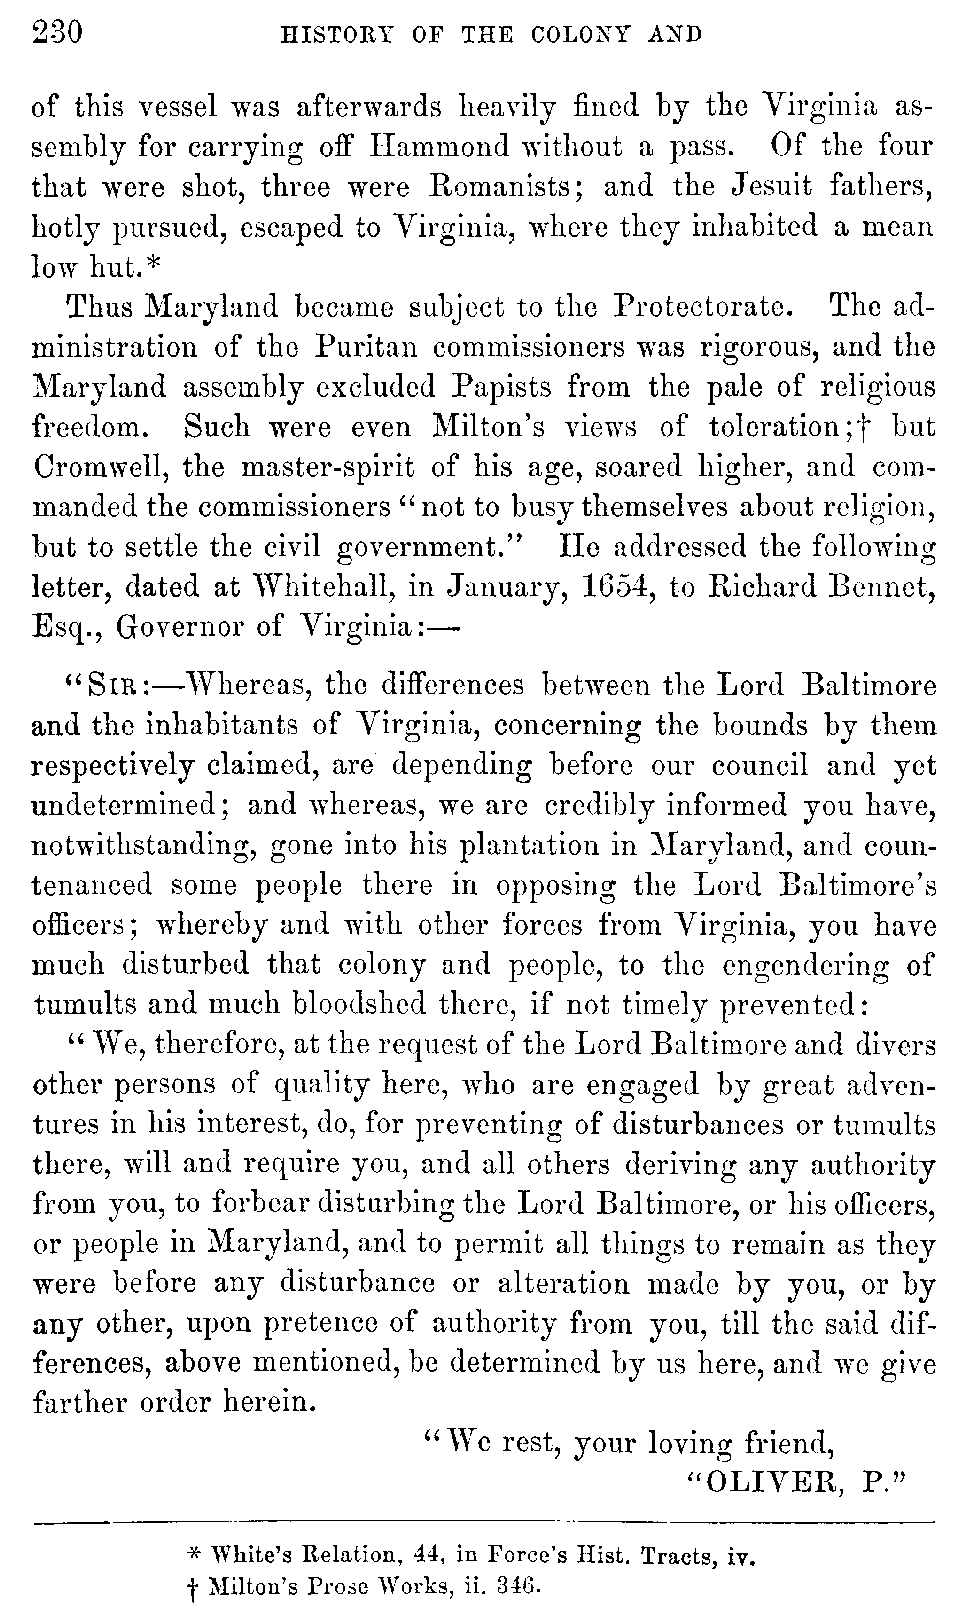 230 HISTORY OF THE COLONY AND
of this vessel was afterwards heavily fined by the Virginia as-
sembly for carrying off Hammond without a pass. Of the four
that were shot, three were Romanists; and the Jesuit fathers,
hotly pursued, escaped to Virginia, where they inhabited a mean
low hut.*
Thus Maryland became subject to the Protectorate. The ad-
ministration of the Puritan commissioners was rigorous, and the
Maryland assembly excluded Papists from the pale of religious
freedom. Such were even Milton's views of toleration;† but
Cromwell, the master-spirit of his age, soared higher, and com-
manded the commissioners "not to busy themselves about religion,
but to settle the civil government." He addressed the following
letter, dated at Whitehall, in January, 1654, to Richard Bennet,
Esq., Governor of Virginia:—
"SIR:—Whereas, the differences between the Lord Baltimore
and the inhabitants of Virginia, concerning the bounds by them
respectively claimed, are depending before our council and yet
undetermined; and whereas, we are credibly informed you have,
notwithstanding, gone into his plantation in Maryland, and coun-
tenanced some people there in opposing the Lord Baltimore's
officers; whereby and with other forces from Virginia, you have
much disturbed that colony and people, to the engendering of
tumults and much bloodshed there, if not timely prevented:
"We, therefore, at the request of the Lord Baltimore and divers
other persons of quality here, who are engaged by great adven-
tures in his interest, do, for preventing of disturbances or tumults
there, will and require you, and all others deriving any authority
from you, to forbear disturbing the Lord Baltimore, or his officers,
or people in Maryland, and to permit all things to remain as they
were before any disturbance or alteration made by you, or by
any other, upon pretence of authority from you, till the said dif-
ferences, above mentioned, be determined by us here, and we give
farther order herein.
"We rest, your loving friend,
"OLIVER, P."
* White's Relation, 44, in Force's Hist. Tracts, iv.
† Milton's Prose Works, ii. 346.